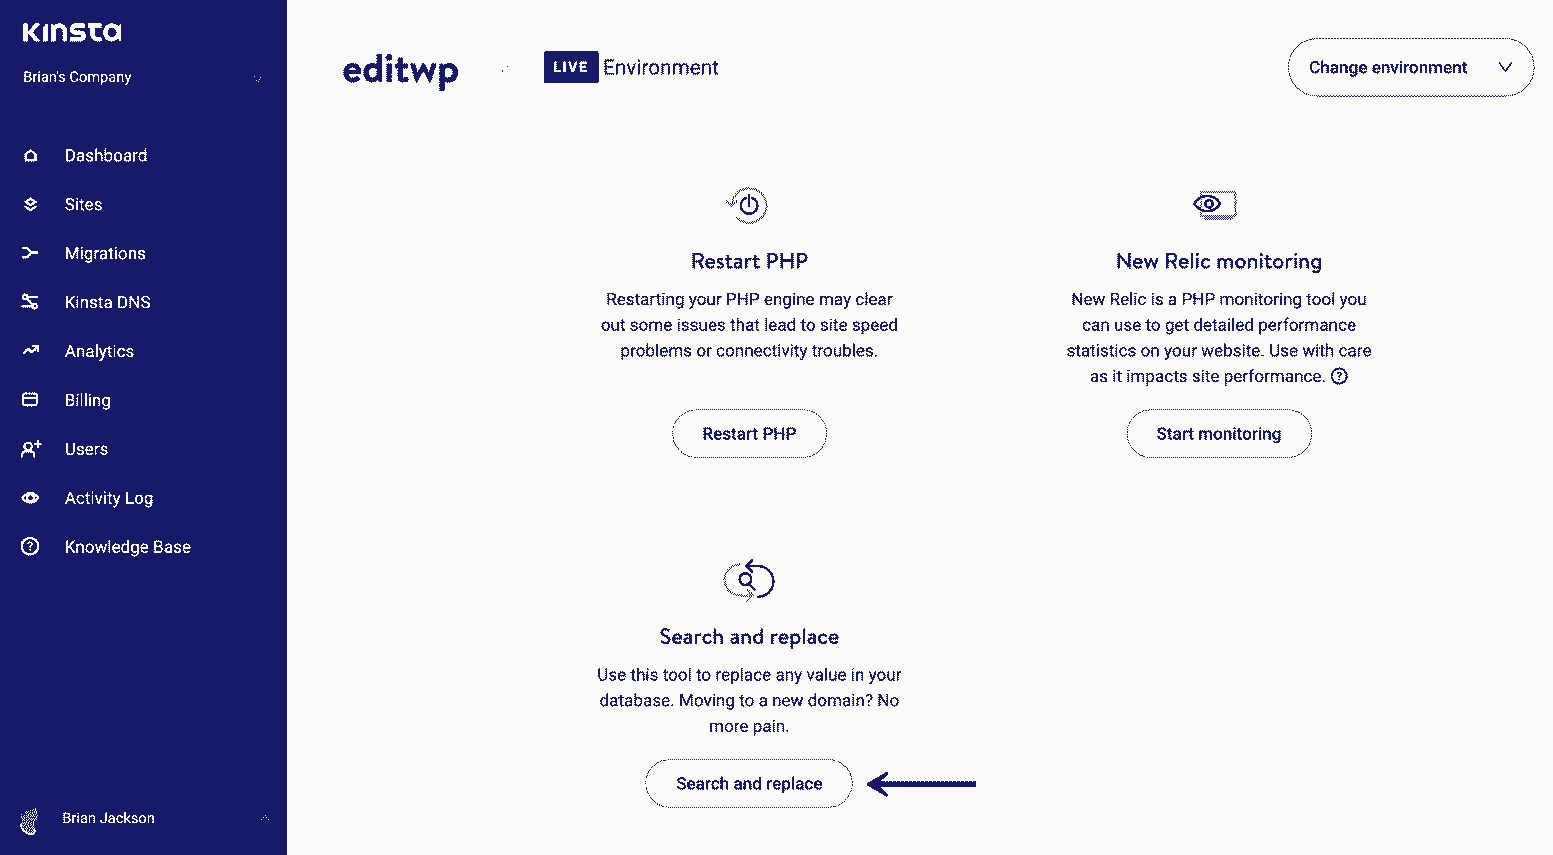 Kinsta
Brian's Company
Dashboard
Sites
Migrations
Kinsta DNS
Analytics
Billing
Users
Activity Log
Knowledge Base
Brian Jackson
editwp
LIVE Environment
Change environment
Restart PHP
Restarting your PHP engine may clear
out some issues that lead to site speed
problems or connectivity troubles.
Restart PHP
New Relic monitoring
New Relic is a PHP monitoring tool you
can use to get detailed performance
statistics on your website. Use with care
as it impacts site performance.
Start monitoring
Search and replace
Use this tool to replace any value in your
database. Moving to a new domain? No
more pain.
Search and replace